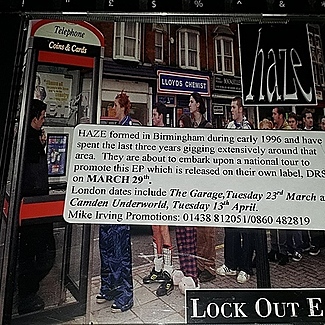 Telephone
Coins & Cards
LLOYDS CHEMIST
haze
HAZE formed in Birmingham during early 1996 and have
spent the last three years gigging extensively around that
area. They are about to embark upon a national tour to
promote this EP which is released on their own label, DRS
on MARCH 29th.
London dates include The Garage,Tuesday 23rd March a
Camden Underworld, Tuesday 13th April.
Mike Irving Promotions: 01438 812051/0860 482819
LOCK OUT E